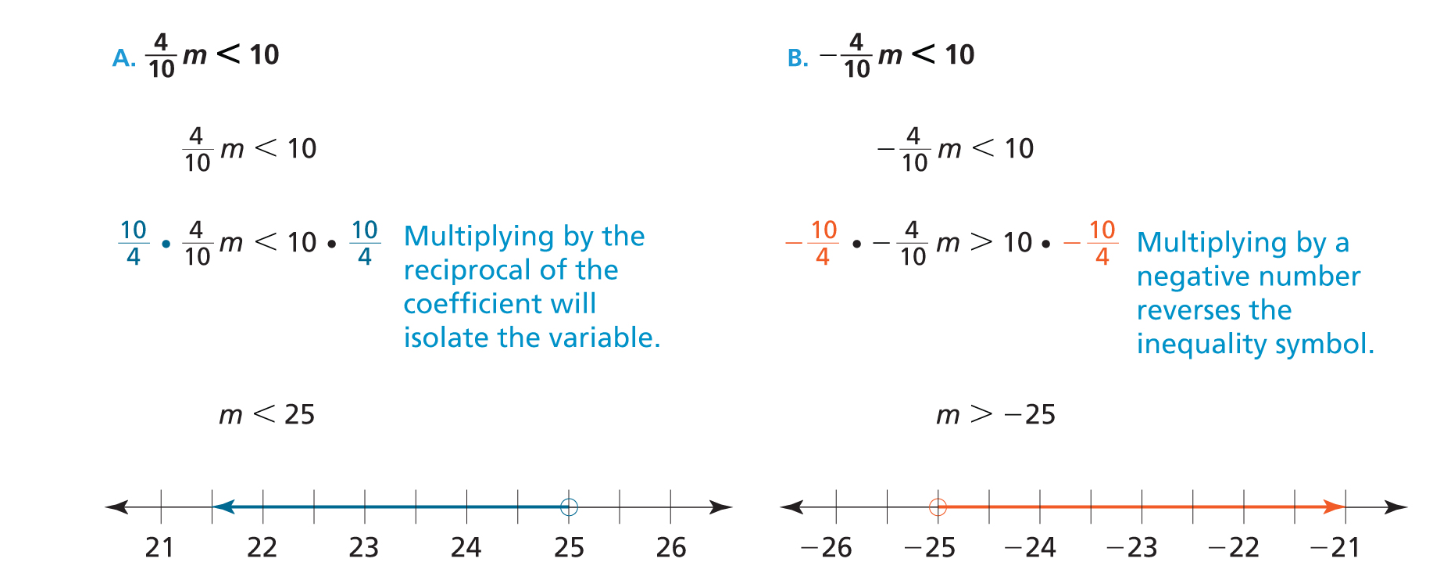 A. 4/10 m < 10
4/10 m < 10
10/4 • 4/10 m < 10 • 10/4
Multiplying by the
reciprocal of the
coefficient will
isolate the variable.
m < 25
21 22 23 24 25 26
B. −4/10 m < 10
−4/10 m < 10
−10/4 • −4/10 m > 10 • −10/4
Multiplying by a
negative number
reverses the
inequality symbol.
m > −25
−26 −25 −24 −23 −22 −21